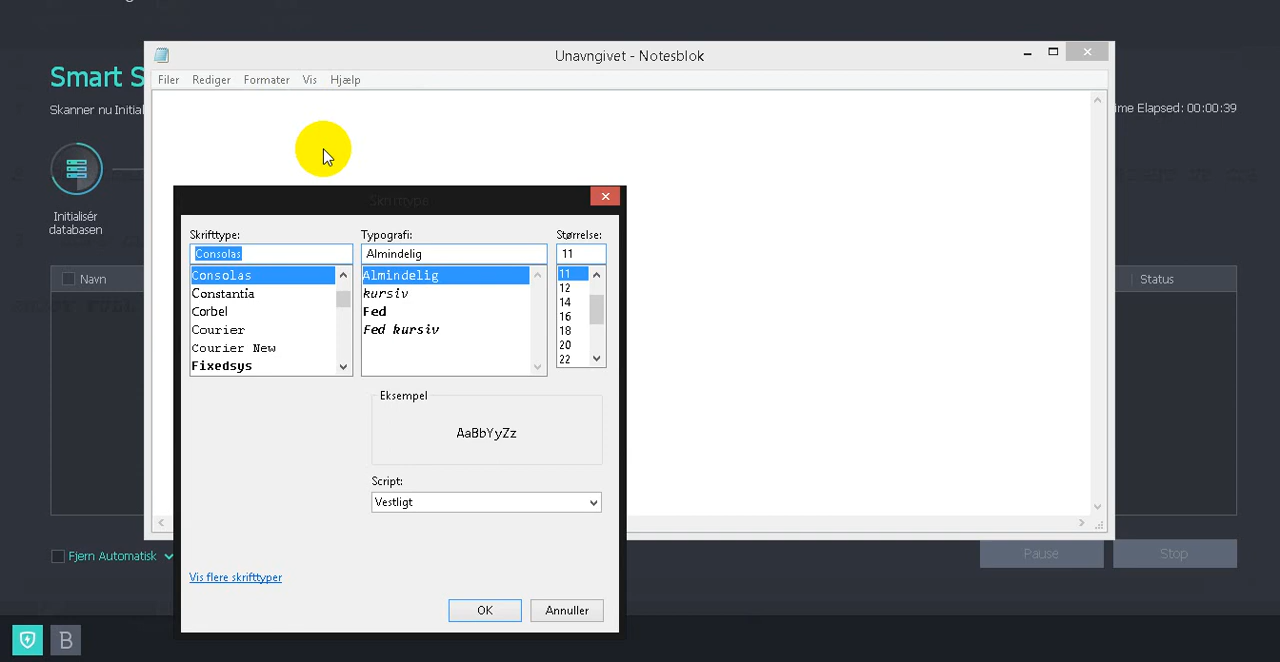 Unavngivet - Notesblok
Smart S
Filer Rediger Formater Vis Hjælp
Skanner nu Initial
ime Elapsed: 00:00:39
Initialisér
databasen
Skrifttype
Skrifttype: Typografi: Størrelse:
Consolas Almindelig 11
Consolas Almindelig 11
Constantia kursiv 12
Corbel Fed 14
Courier Fed kursiv 16
Courier New 18
Fixedsys 20
22
Navn Status
Eksempel
AaBbYyZz
Script:
Vestligt
Fjern Automatisk
Pause Stop
Vis flere skrifttyper
OK Annuller
B